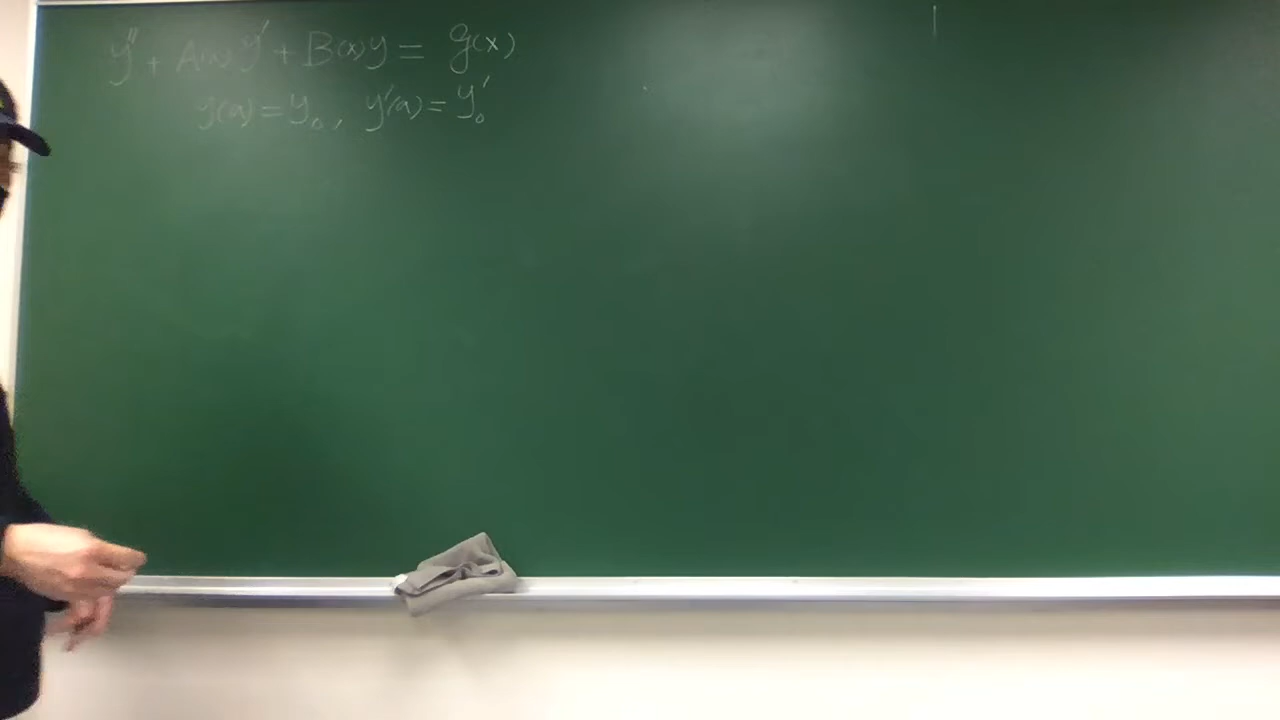 y'' + A(x) y' + B(x) y = g(x)
y(a) = y₀, y'(a) = y₀'